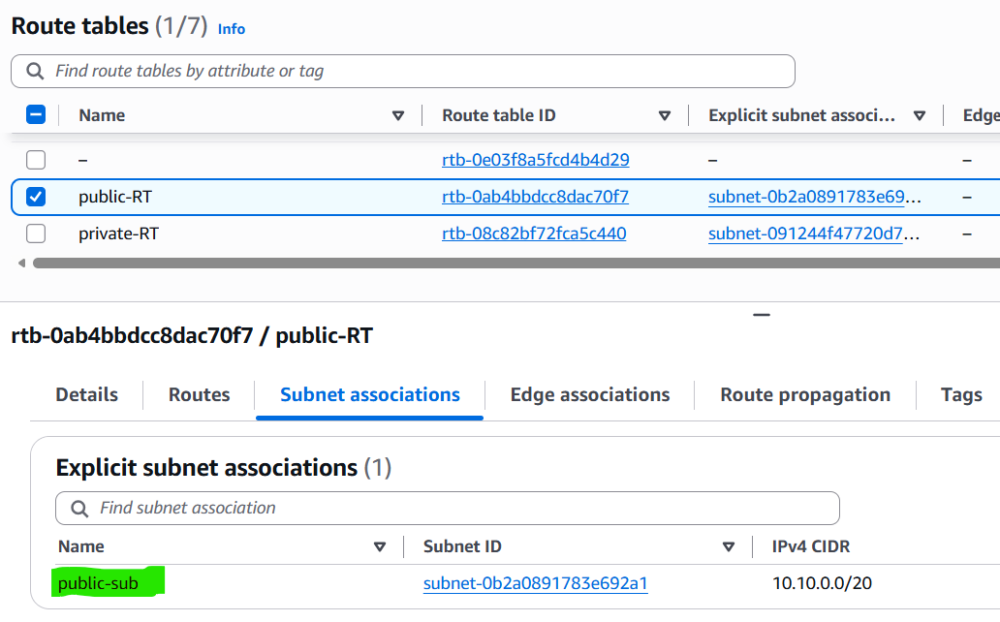 Route tables (1/7) Info
Find route tables by attribute or tag
Name Route table ID Explicit subnet associ... Edge
– rtb-0e03f8a5fcd4b4d29 – –
public-RT rtb-0ab4bbdcc8dac70f7 subnet-0b2a0891783e69... –
private-RT rtb-08c82bf72fca5c440 subnet-091244f47720d7... –
rtb-0ab4bbdcc8dac70f7 / public-RT
Details Routes Subnet associations Edge associations Route propagation Tags
Explicit subnet associations (1)
Find subnet association
Name Subnet ID IPv4 CIDR
public-sub subnet-0b2a0891783e692a1 10.10.0.0/20